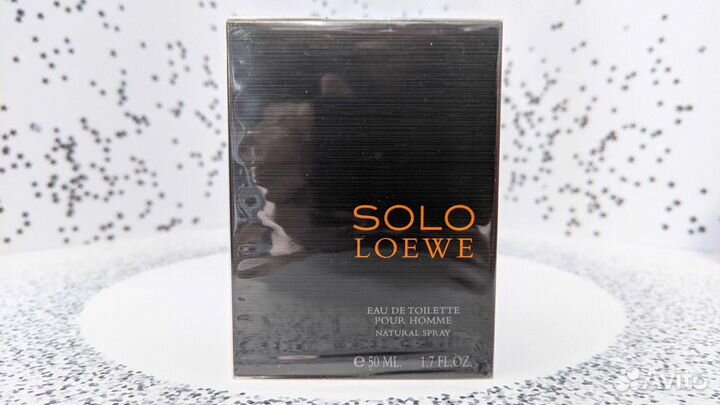 SOLO
LOEWE
EAU DE TOILETTE
POUR HOMME
NATURAL SPRAY
℮ 50 ML. 1.7 FL.OZ.
Avito